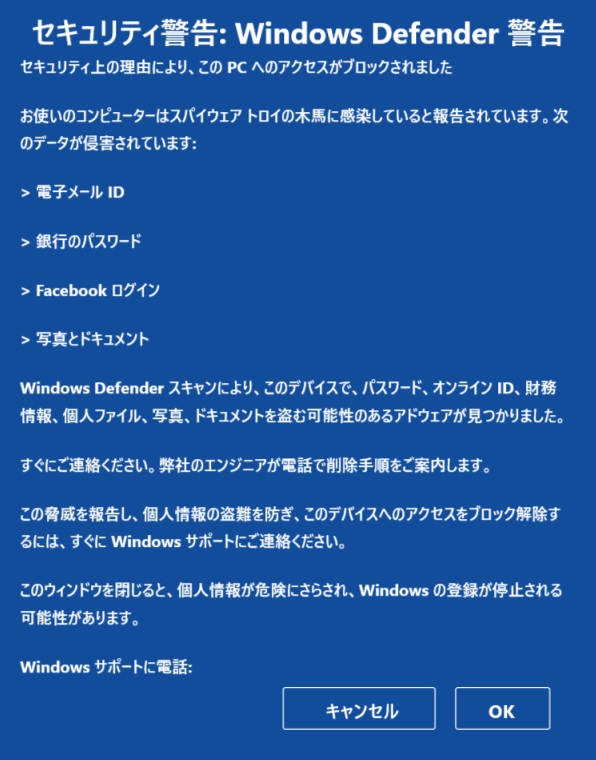 セキュリティ警告: Windows Defender 警告
セキュリティ上の理由により、この PC へのアクセスがブロックされました
お使いのコンピューターはスパイウェア トロイの木馬に感染していると報告されています。次
のデータが侵害されています:
> 電子メール ID
> 銀行のパスワード
> Facebook ログイン
> 写真とドキュメント
Windows Defender スキャンにより、このデバイスで、パスワード、オンライン ID、財務
情報、個人ファイル、写真、ドキュメントを盗む可能性のあるアドウェアが見つかりました。
すぐにご連絡ください。弊社のエンジニアが電話で削除手順をご案内します。
この脅威を報告し、個人情報の盗難を防ぎ、このデバイスへのアクセスをブロック解除す
るには、すぐに Windows サポートにご連絡ください。
このウィンドウを閉じると、個人情報が危険にさらされ、Windows の登録が停止される
可能性があります。
Windows サポートに電話:
キャンセル
OK